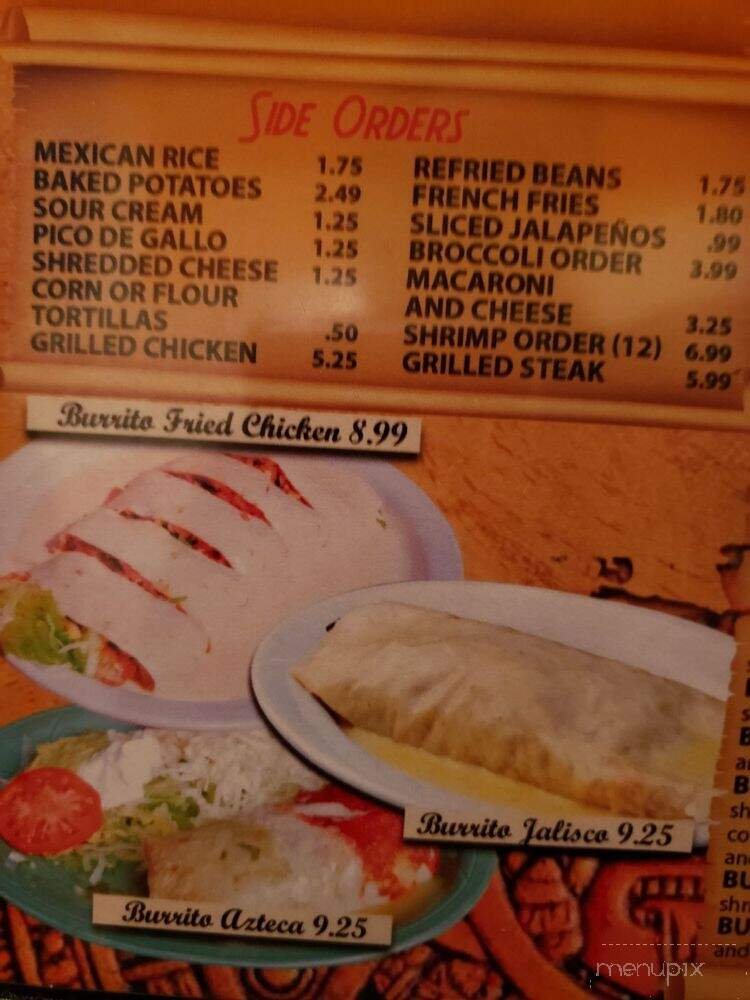 SIDE ORDERS
MEXICAN RICE 1.75
BAKED POTATOES 2.49
SOUR CREAM 1.25
PICO DE GALLO 1.25
SHREDDED CHEESE 1.25
CORN OR FLOUR
TORTILLAS .50
GRILLED CHICKEN 5.25
REFRIED BEANS 1.75
FRENCH FRIES 1.80
SLICED JALAPEÑOS .99
BROCCOLI ORDER 3.99
MACARONI
AND CHEESE 3.25
SHRIMP ORDER (12) 6.99
GRILLED STEAK 5.99
Burrito Fried Chicken 8.99
Burrito Jalisco 9.25
Burrito Azteca 9.25
menupix